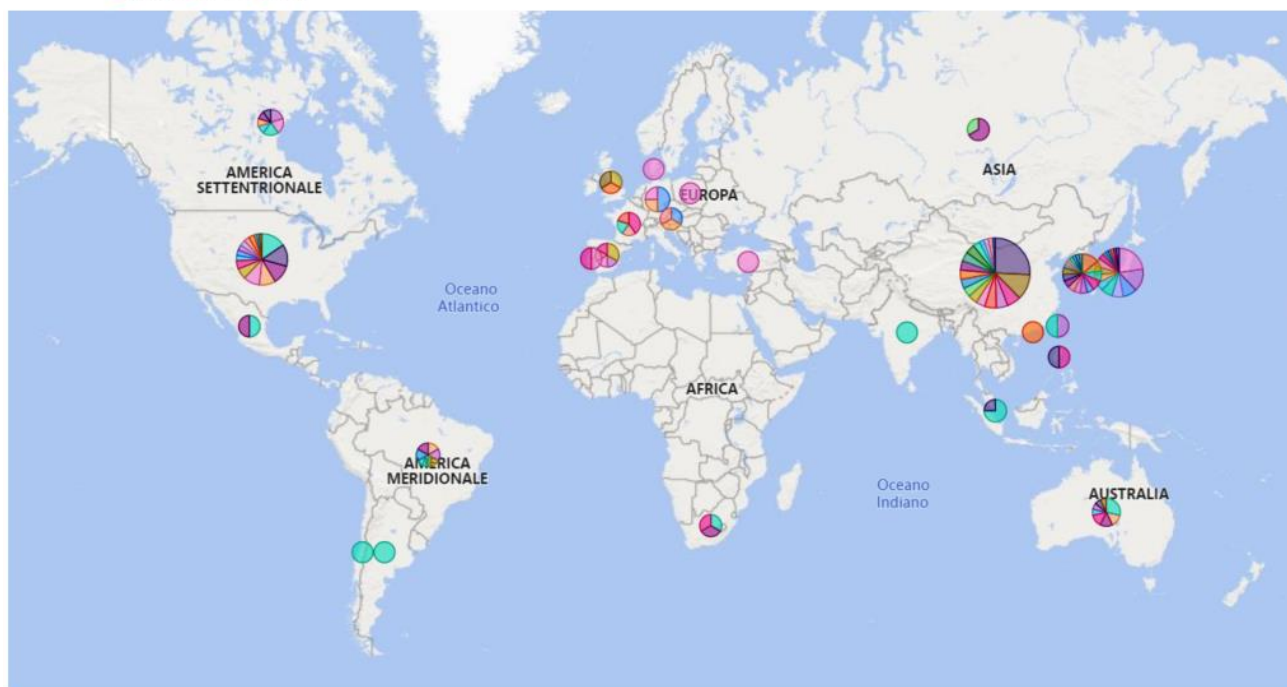 AMERICA
SETTENTRIONALE
EUROPA
ASIA
Oceano
Atlantico
AFRICA
AMERICA
MERIDIONALE
Oceano
Indiano
AUSTRALIA